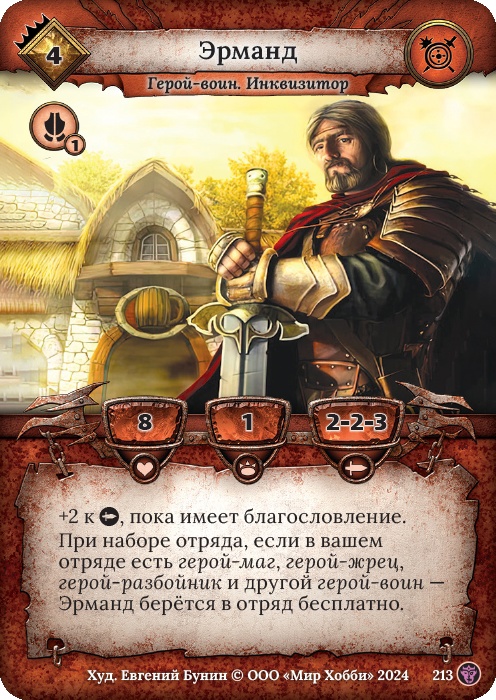 4
Эрманд
Герой-воин. Инквизитор
1
8
1
2-2-3
+2 к , пока имеет благословление.
При наборе отряда, если в вашем
отряде есть герой-маг, герой-жрец,
герой-разбойник и другой герой-воин —
Эрманд берётся в отряд бесплатно.
Худ. Евгений Бунин © ООО «Мир Хобби» 2024
213